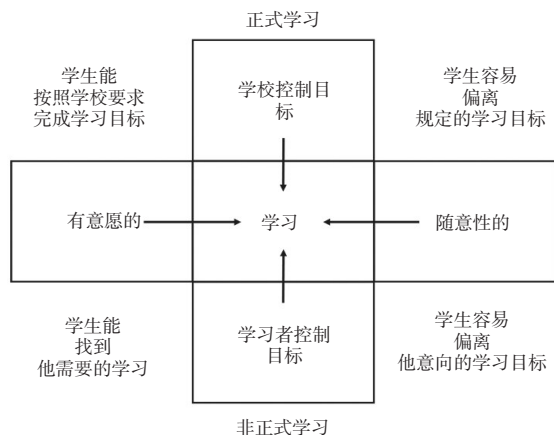 正式学习
学生能
按照学校要求
完成学习目标
学校控制目
标
学生容易
偏离
规定的学习目标
有意愿的
学习
随意性的
学生能
找到
他需要的学习
学习者控制
目标
学生容易
偏离
他意向的学习目标
非正式学习